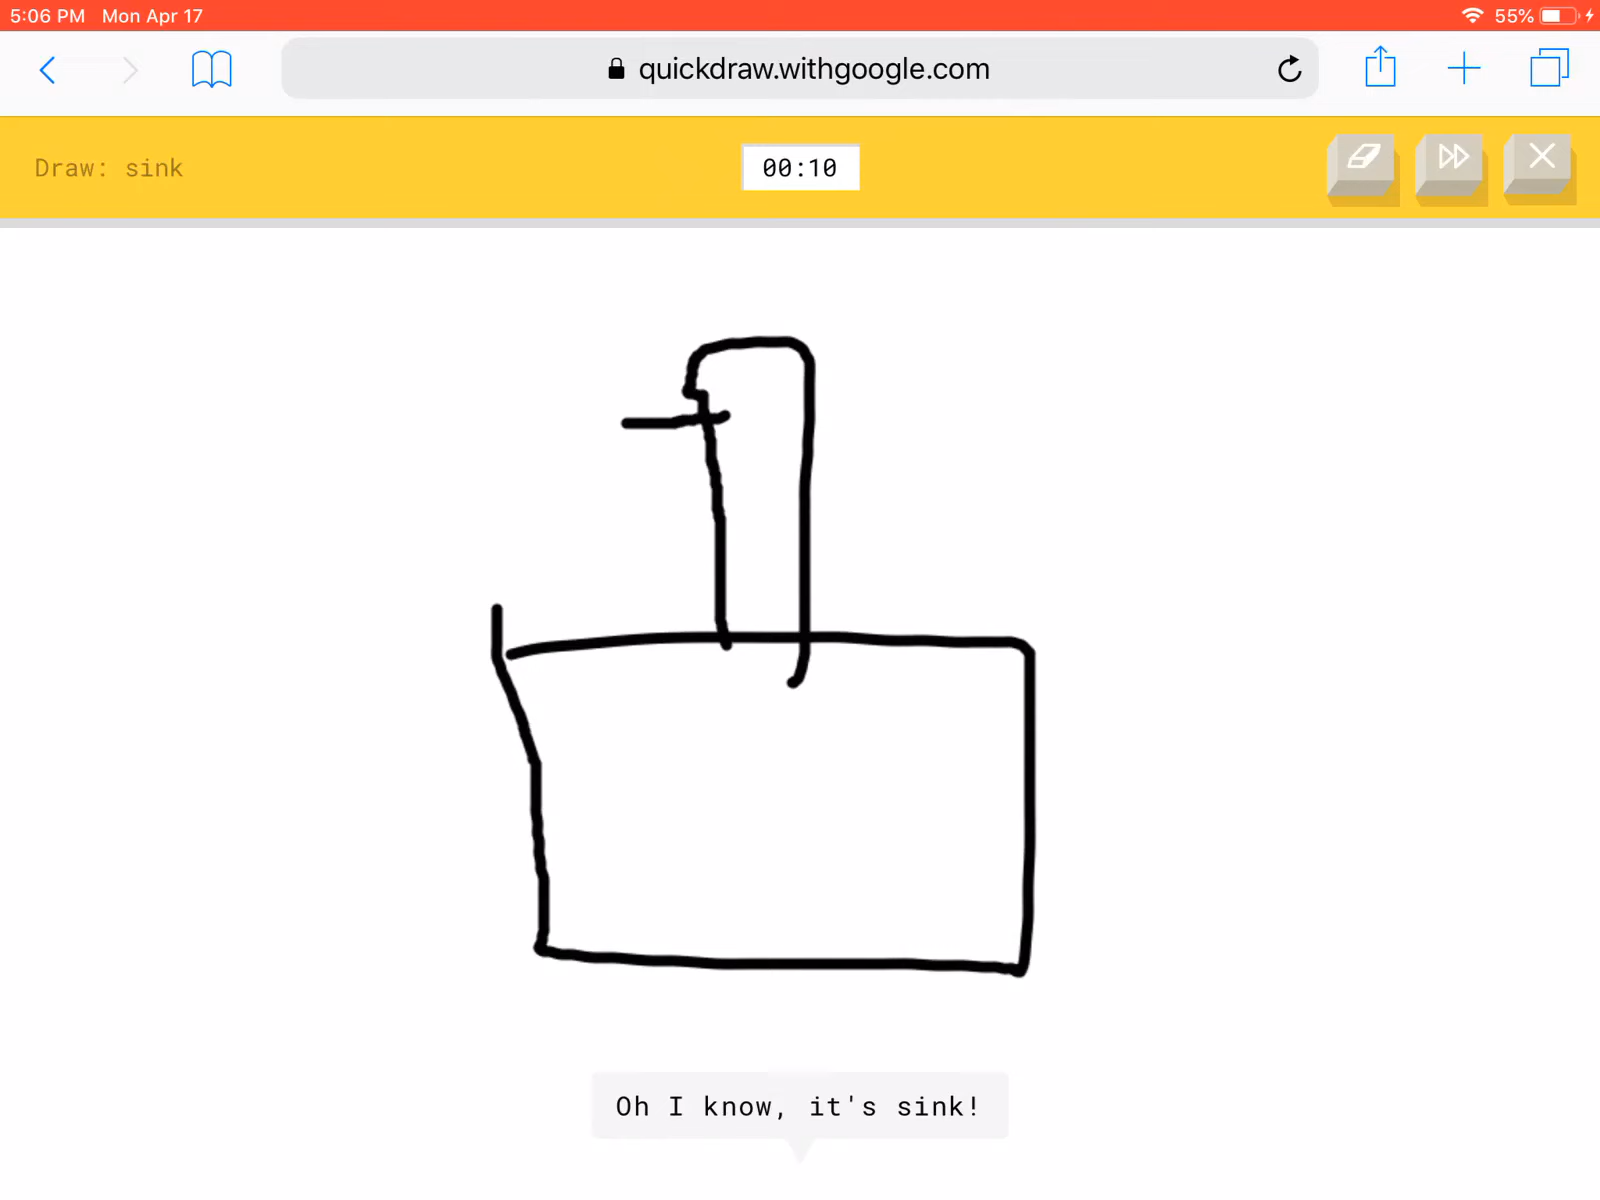 5:06 PM Mon Apr 17 55%
quickdraw.withgoogle.com
Draw: sink 00:10
Oh I know, it's sink!